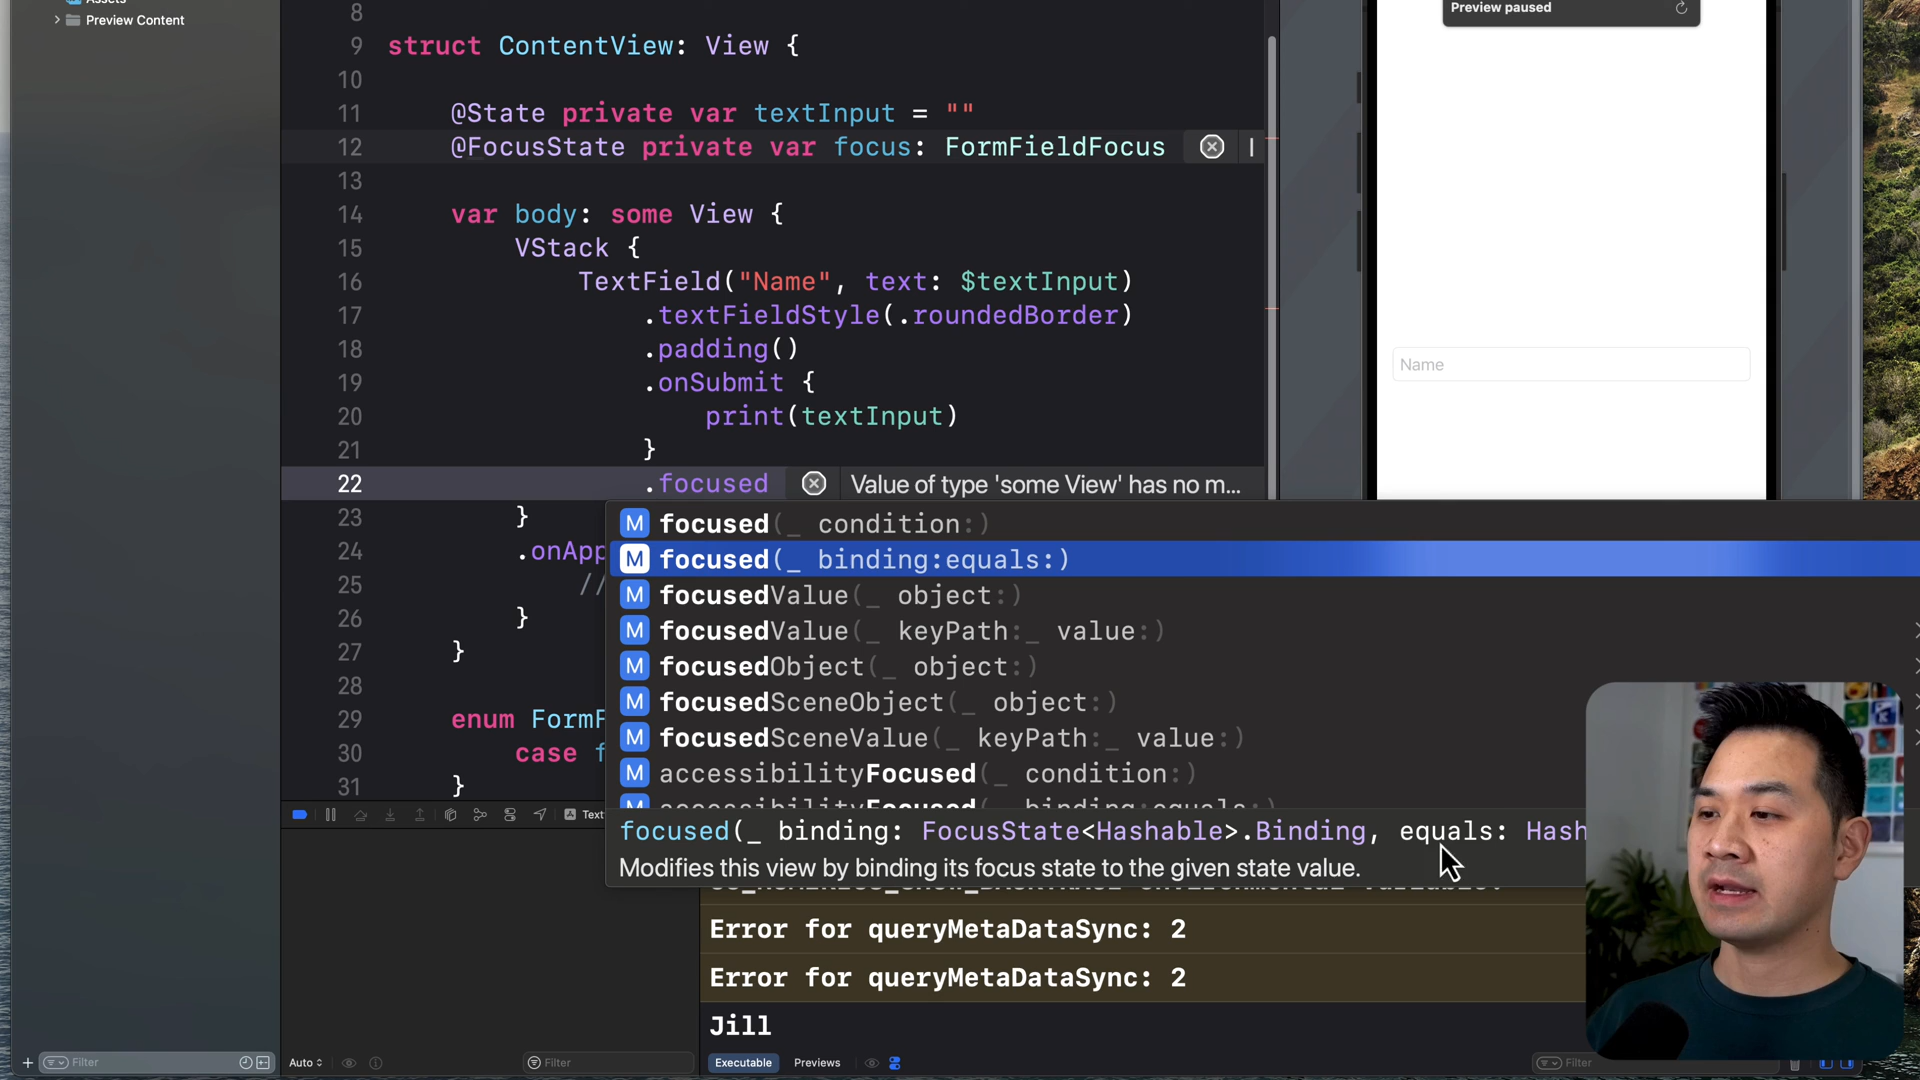 Assets
Preview Content
8
9 struct ContentView: View {
10
11 @State private var textInput = ""
12 @FocusState private var focus: FormFieldFocus
13
14 var body: some View {
15 VStack {
16 TextField("Name", text: $textInput)
17 .textFieldStyle(.roundedBorder)
18 .padding()
19 .onSubmit {
20 print(textInput)
21 }
22 .focused Value of type 'some View' has no m...
23 }
24 .onApp
25 //
26 }
27 }
28
29 enum FormF
30 case f
31 }
M focused(_ condition:)
M focused(_ binding:equals:)
M focusedValue(_ object:)
M focusedValue(_ keyPath:_ value:)
M focusedObject(_ object:)
M focusedSceneObject(_ object:)
M focusedSceneValue(_ keyPath:_ value:)
M accessibilityFocused(_ condition:)
M accessibilityFocused(_ binding:equals:)
focused(_ binding: FocusState<Hashable>.Binding, equals: Hash
Modifies this view by binding its focus state to the given state value.
Preview paused
Name
Text
Error for queryMetaDataSync: 2
Error for queryMetaDataSync: 2
Jill
Filter
Auto
Filter
Executable
Previews
Filter